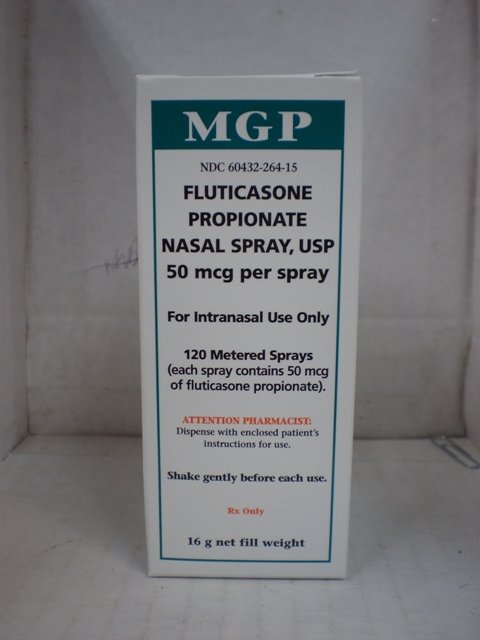 MGP
NDC 60432-264-15
FLUTICASONE
PROPIONATE
NASAL SPRAY, USP
50 mcg per spray
For Intranasal Use Only
120 Metered Sprays
(each spray contains 50 mcg
of fluticasone propionate).
ATTENTION PHARMACIST:
Dispense with enclosed patient's
instructions for use.
Shake gently before each use.
Rx Only
16 g net fill weight